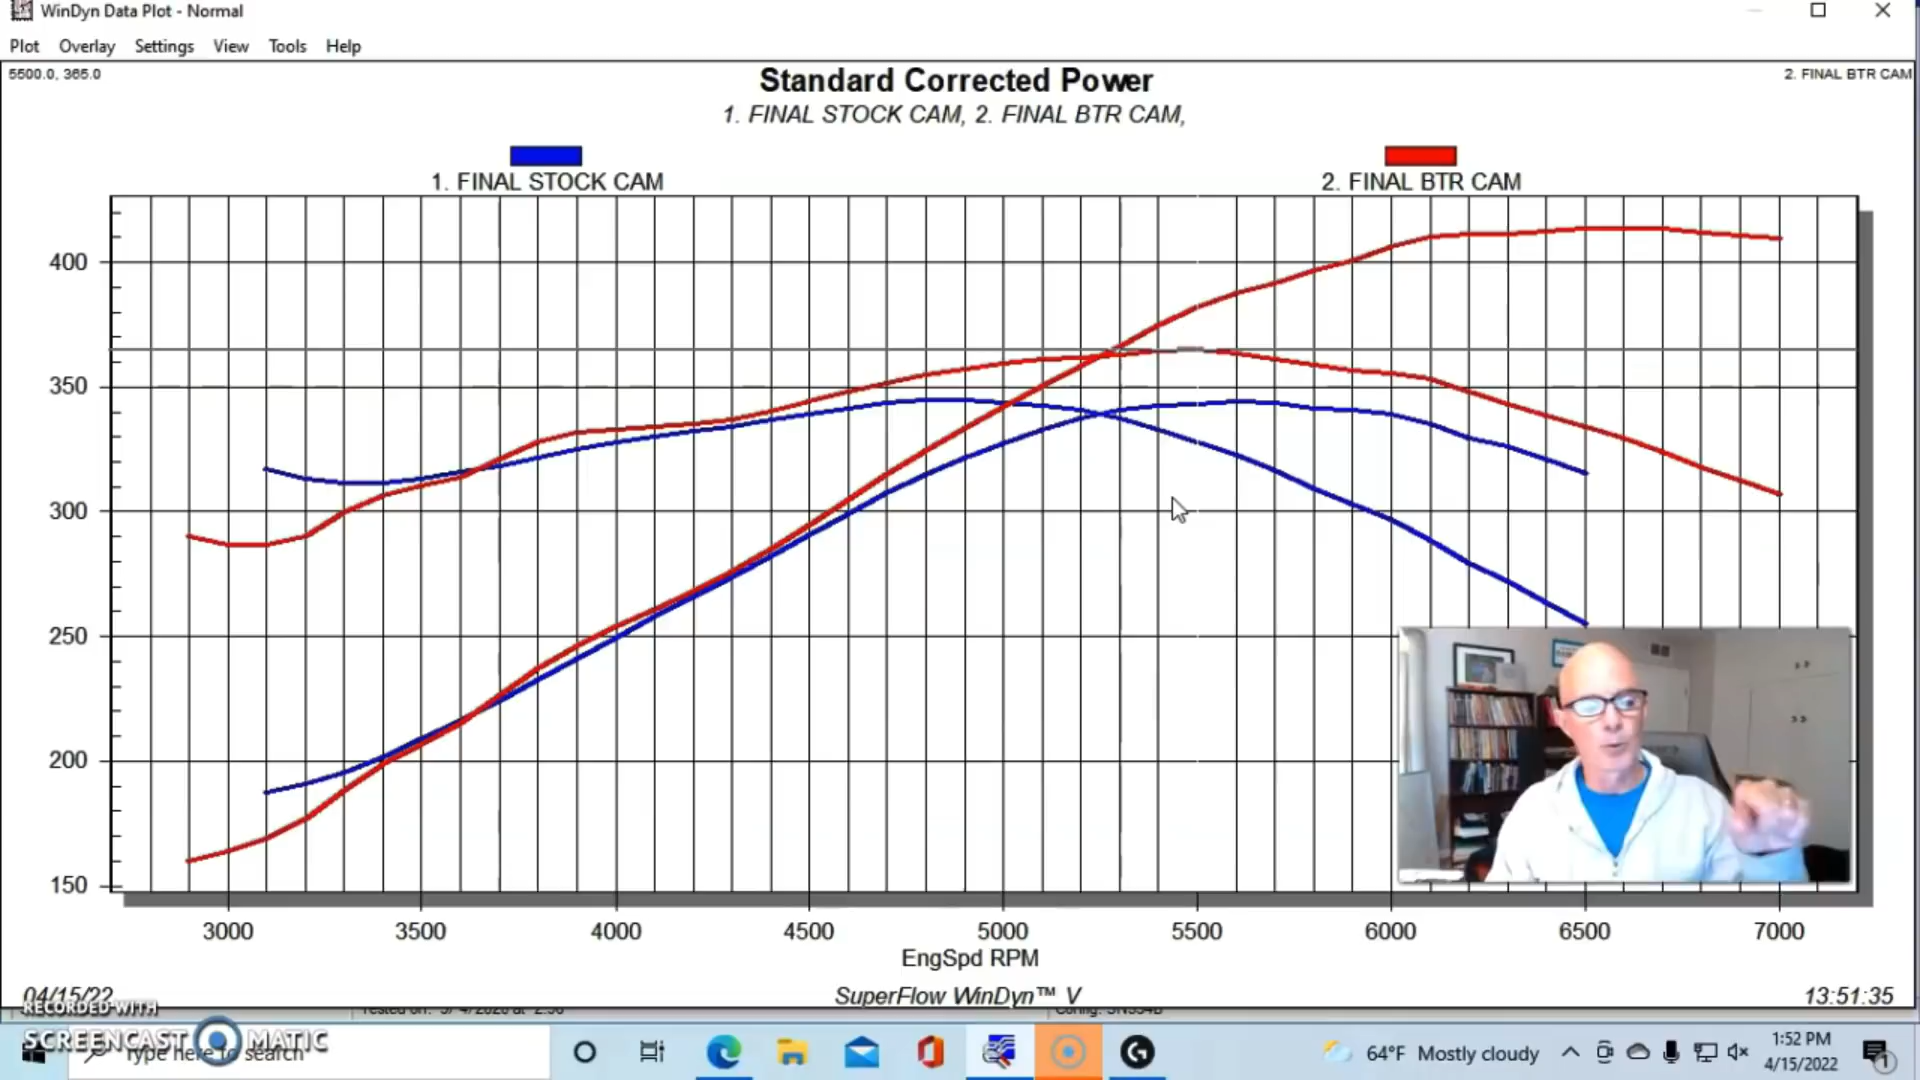 WinDyn Data Plot - Normal
Plot Overlay Settings View Tools Help
5500.0, 365.0
2. FINAL BTR CAM
Standard Corrected Power
1. FINAL STOCK CAM, 2. FINAL BTR CAM,
1. FINAL STOCK CAM
2. FINAL BTR CAM
400
350
300
250
200
150
3000 3500 4000 4500 5000 5500 6000 6500 7000
EngSpd RPM
04/15/22
SuperFlow WinDyn™ V
13:51:35
RECORDED WITH
SCREENCAST MATIC
Type here to search
64°F Mostly cloudy
1:52 PM
4/15/2022
1